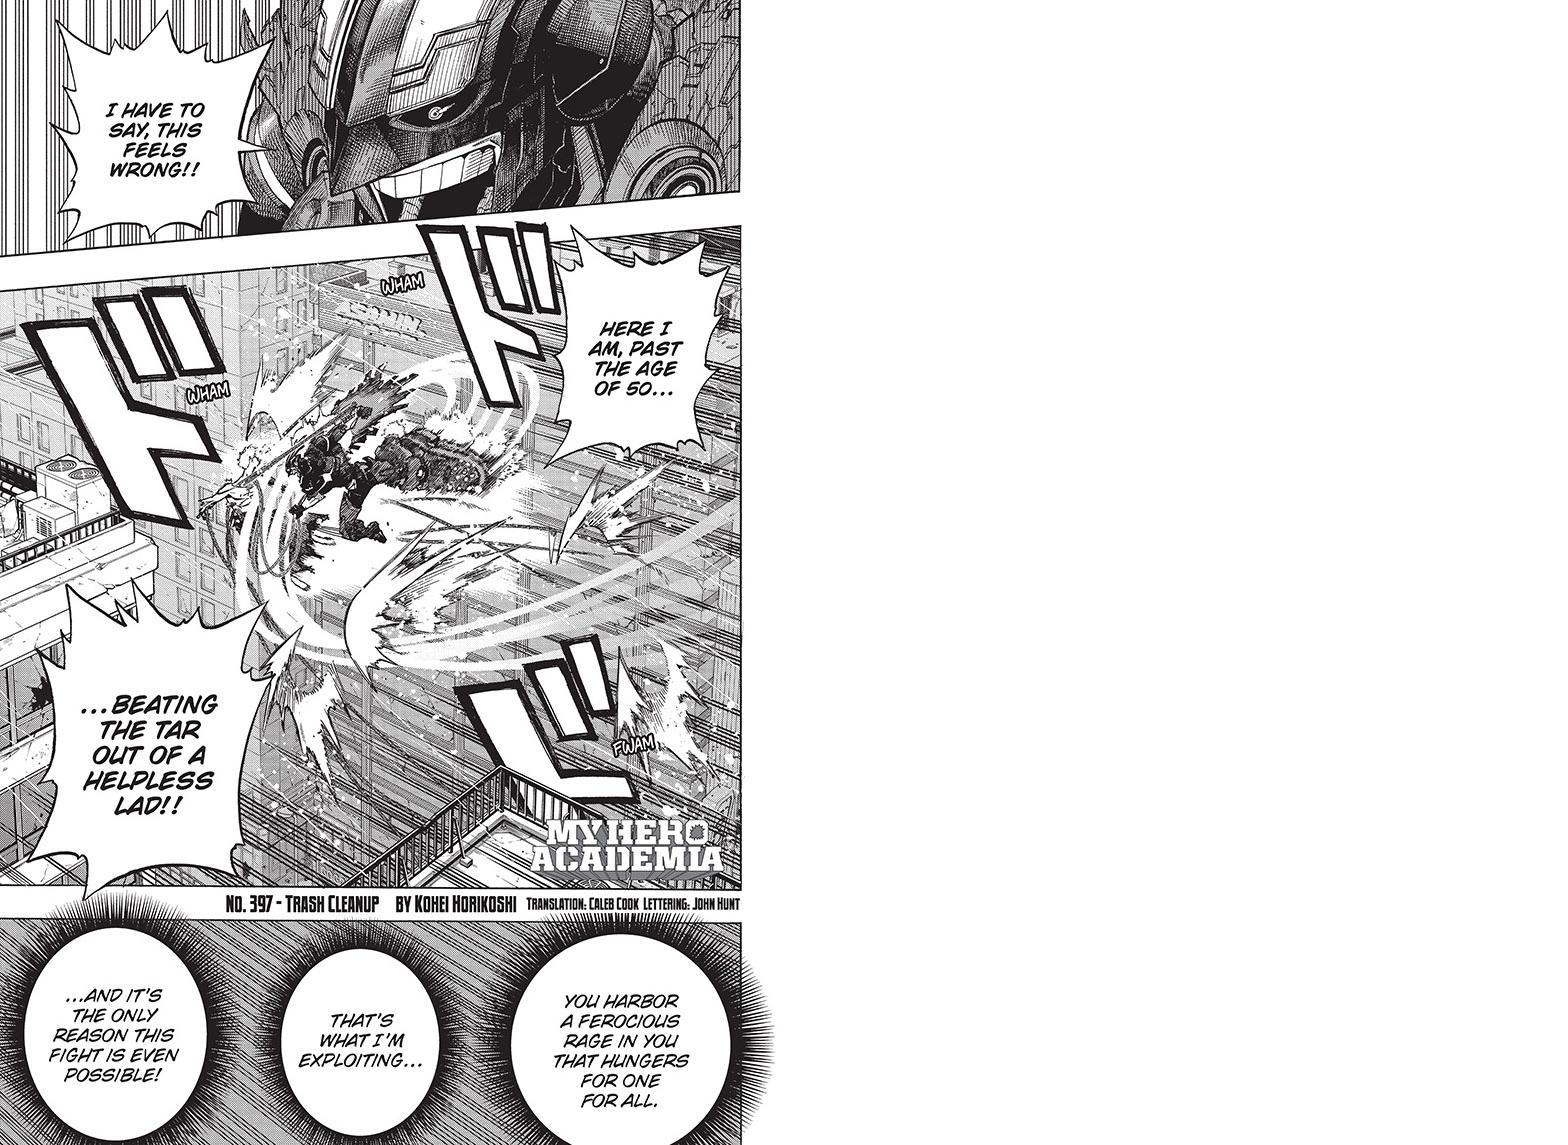 I HAVE TO
SAY, THIS
FEELS
WRONG!!
HERE I
AM, PAST
THE AGE
OF 50...
ドド
WHAM
ASANIN
ドド
WHAM
...BEATING
THE TAR
OUT OF A
HELPLESS
LAD!!
ビ
FWAM
MY HERO
ACADEMIA
No. 397 - TRASH CLEANUP BY KOHEI HORIKOSHI TRANSLATION: CALEB COOK LETTERING: JOHN HUNT
YOU HARBOR
A FEROCIOUS
RAGE IN YOU
THAT HUNGERS
FOR ONE
FOR ALL.
THAT'S
WHAT I'M
EXPLOITING...
...AND IT'S
THE ONLY
REASON THIS
FIGHT IS EVEN
POSSIBLE!